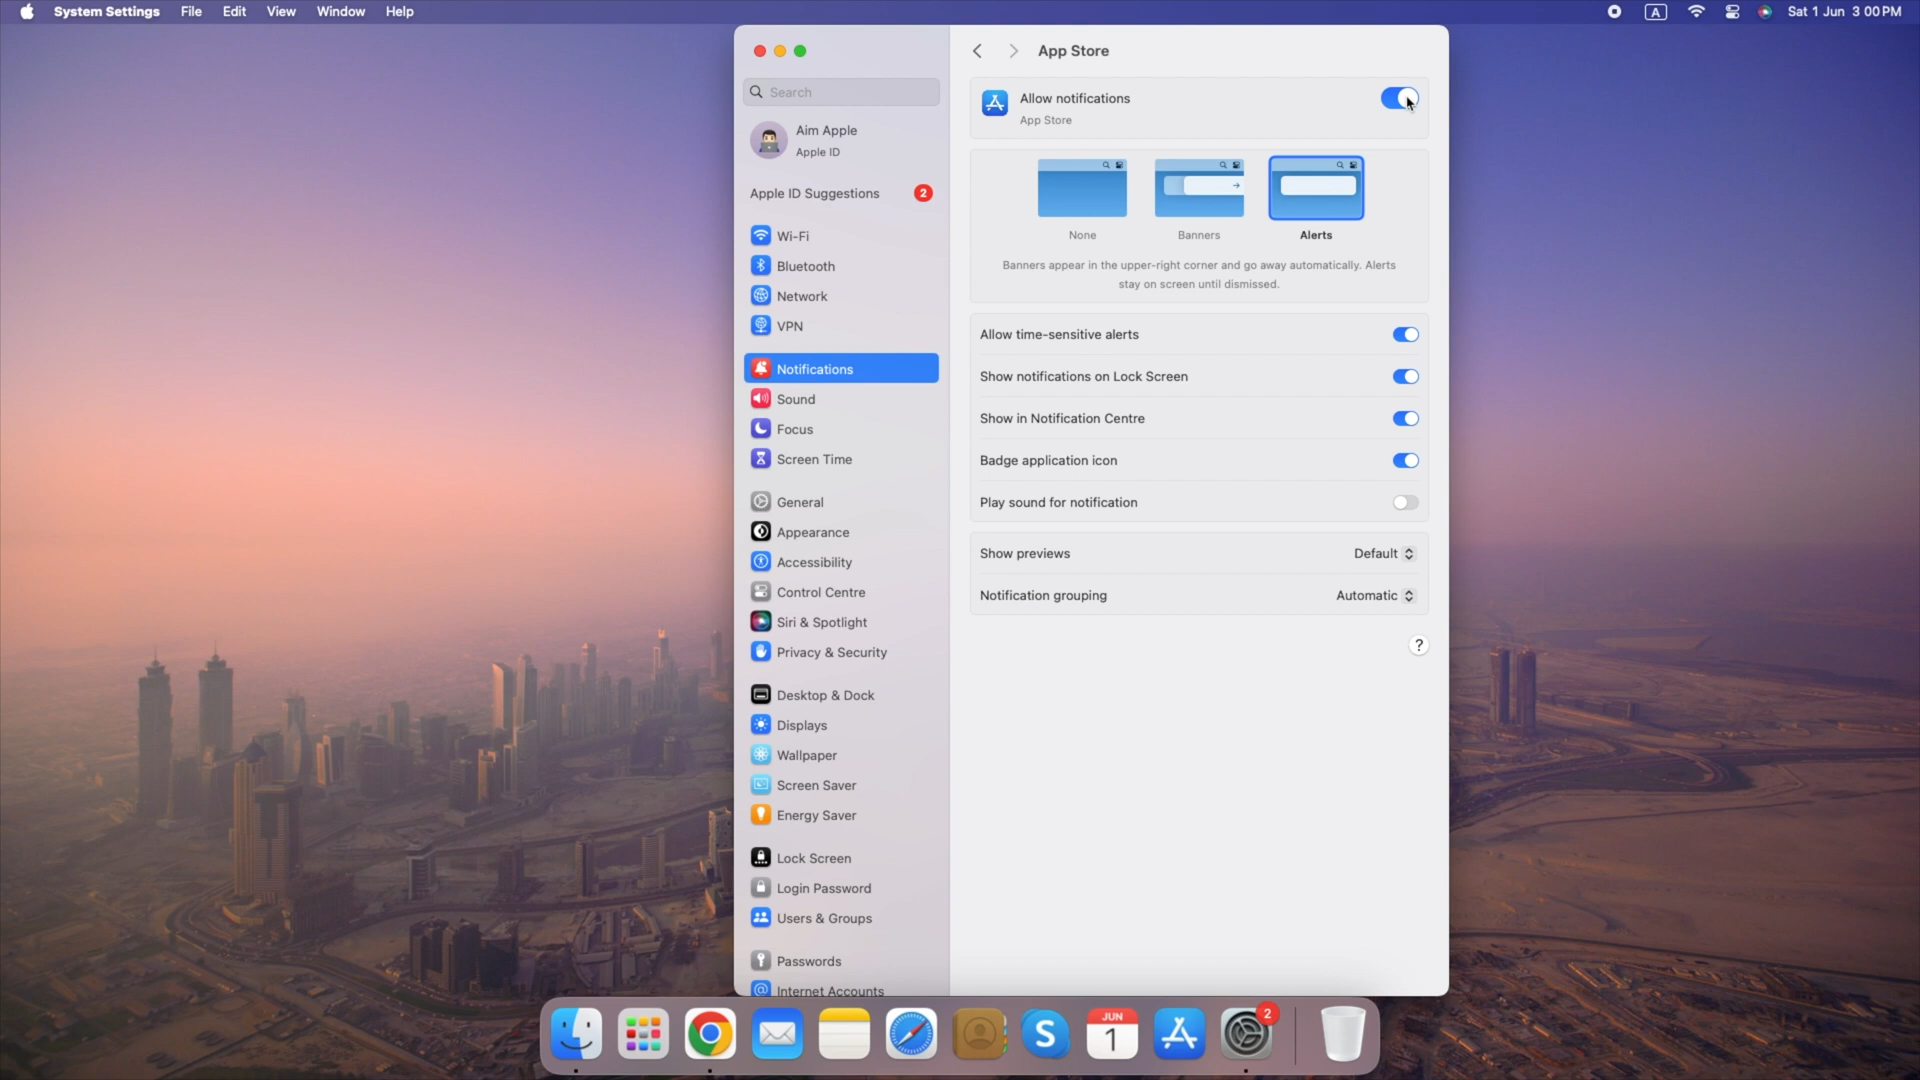 System Settings File Edit View Window Help
A Sat 1 Jun 3 00 PM
Search
Aim Apple
Apple ID
Apple ID Suggestions 2
Wi-Fi
Bluetooth
Network
VPN
Notifications
Sound
Focus
Screen Time
General
Appearance
Accessibility
Control Centre
Siri & Spotlight
Privacy & Security
Desktop & Dock
Displays
Wallpaper
Screen Saver
Energy Saver
Lock Screen
Login Password
Users & Groups
Passwords
Internet Accounts
App Store
Allow notifications
App Store
None Banners Alerts
Banners appear in the upper-right corner and go away automatically. Alerts
stay on screen until dismissed.
Allow time-sensitive alerts
Show notifications on Lock Screen
Show in Notification Centre
Badge application icon
Play sound for notification
Show previews Default
Notification grouping Automatic
?
S
JUN
1
2